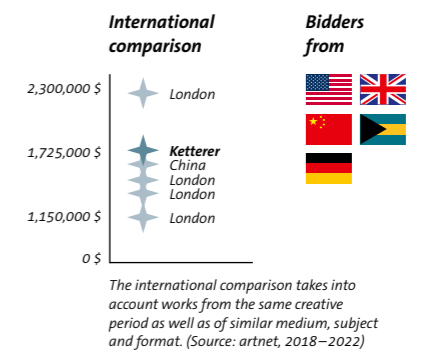 International
comparison
Bidders
from
2,300,000 $
London
1,725,000 $
Ketterer
China
London
London
1,150,000 $
London
0 $
The international comparison takes into
account works from the same creative
period as well as of similar medium, subject
and format. (Source: artnet, 2018–2022)